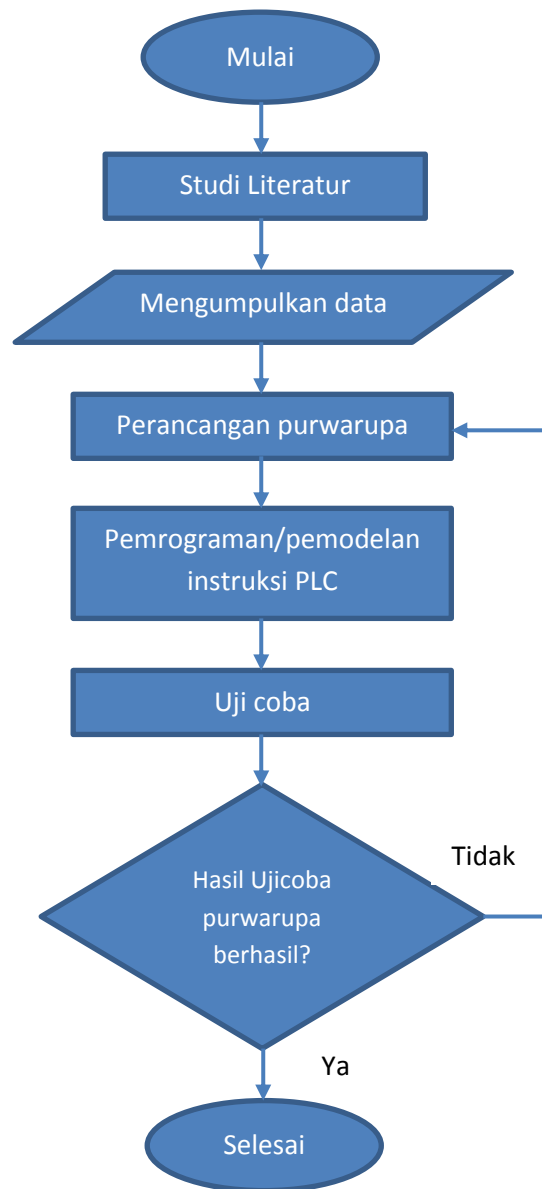 Mulai
Studi Literatur
Mengumpulkan data
Perancangan purwarupa
Pemrograman/pemodelan
instruksi PLC
Uji coba
Tidak
Hasil Ujicoba
purwarupa
berhasil?
Ya
Selesai